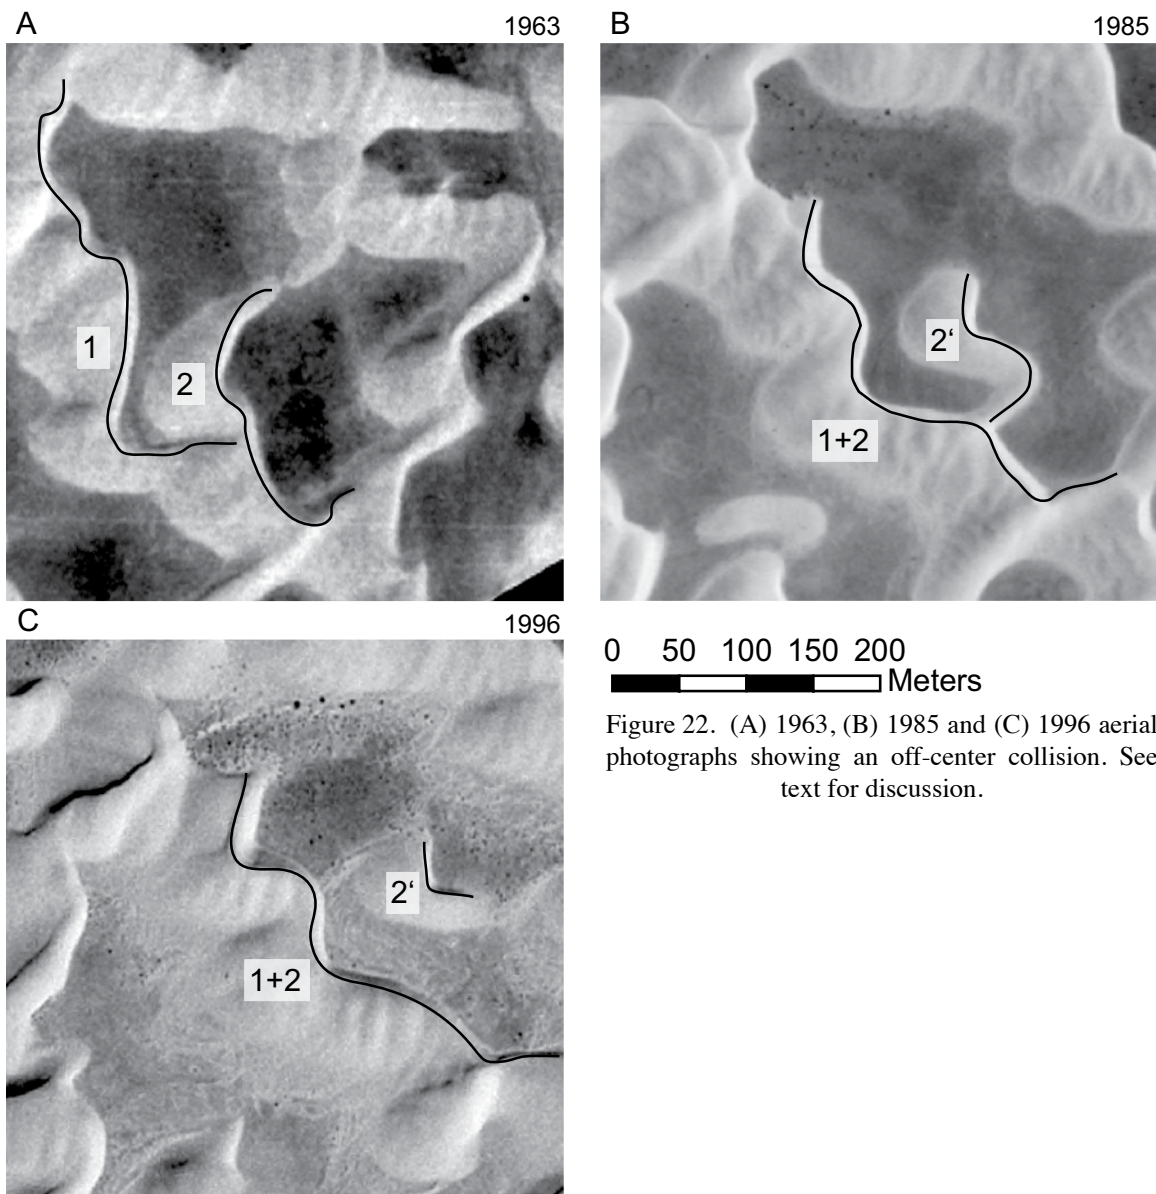 A
1963
B
1985
1
2
2‘
1+2
C
1996
2‘
1+2
0 50 100 150 200
Meters
Figure 22. (A) 1963, (B) 1985 and (C) 1996 aerial
photographs showing an off-center collision. See
text for discussion.